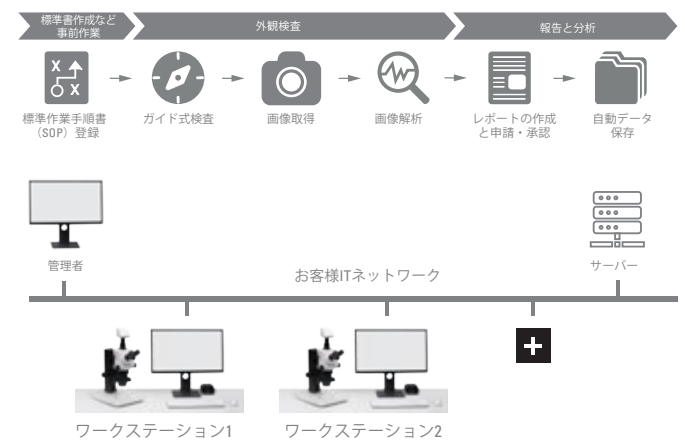 標準書作成など
事前作業
外観検査
報告と分析
標準作業手順書
（SOP）登録
ガイド式検査
画像取得
画像解析
レポートの作成
と申請・承認
自動データ
保存
管理者
お客様ITネットワーク
サーバー
ワークステーション1
ワークステーション2